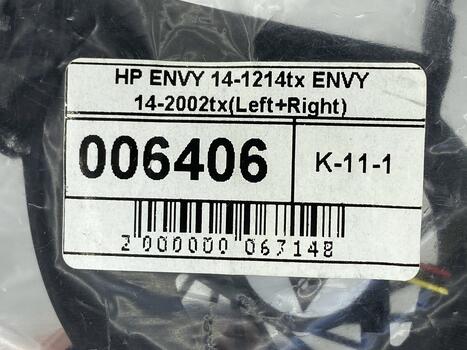 HP ENVY 14-1214tx ENVY
14-2002tx(Left+Right)
006406
K-11-1
2 000000 067148